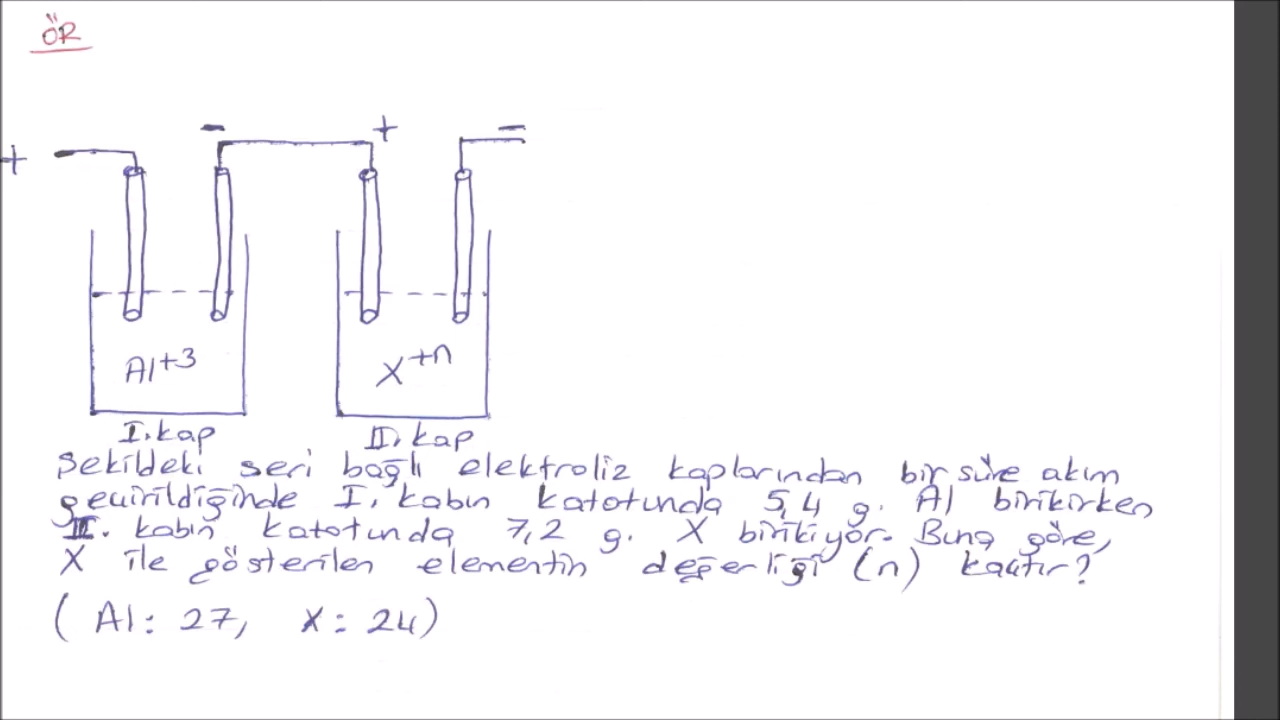 ÖR
- +
+ -
Al+3
X+n
I. kap
II. kap
Şekildeki seri bağlı elektroliz kaplarından bir süre akım
geçirildiğinde I. kabın katotunda 5,4 g. Al birikirken
II. kabın katotunda 7,2 g. X birikiyor. Buna göre,
X ile gösterilen elementin değerliği (n) kaçtır?
( Al: 27, X: 24)